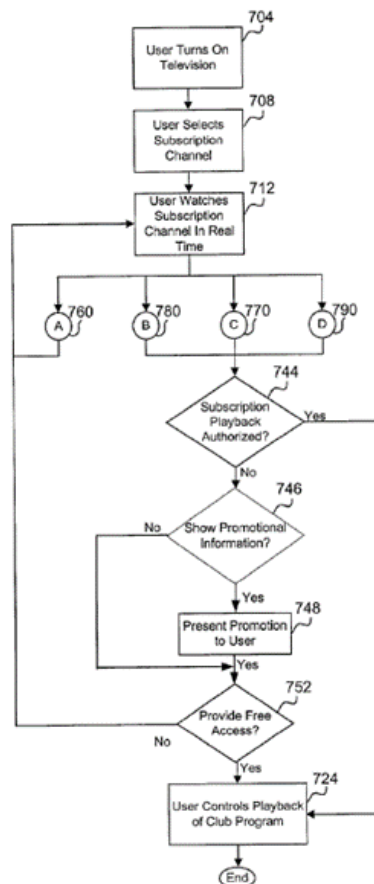 704
User Turns On
Television
708
User Selects
Subscription
Channel
712
User Watches
Subscription
Channel In Real
Time
A
760
B
780
C
770
D
790
744
Subscription
Playback
Authorized?
Yes
No
746
No
Show Promotional
Information?
Yes
748
Present Promotion
to User
Yes
752
Provide Free
Access?
No
Yes
724
User Controls Playback
of Club Program
End